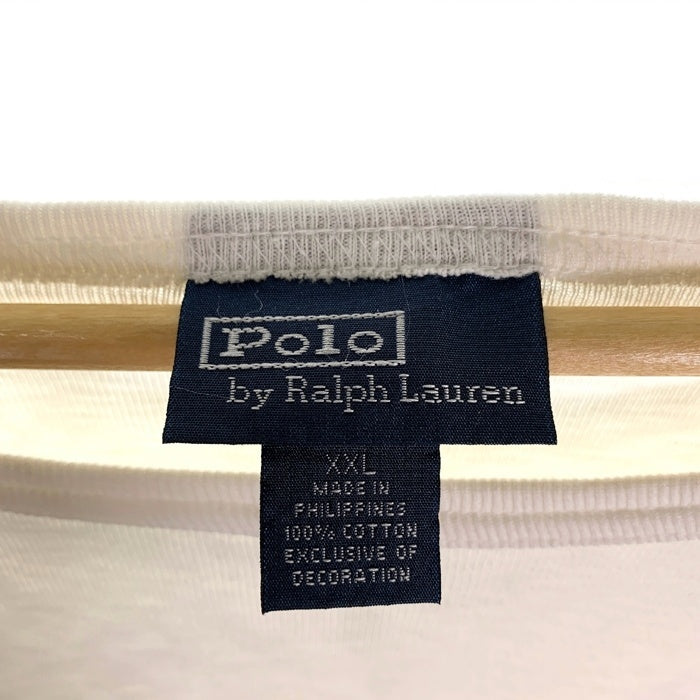 Polo
by Ralph Lauren
XXL
MADE IN
PHILIPPINES
100% COTTON
EXCLUSIVE OF
DECORATION